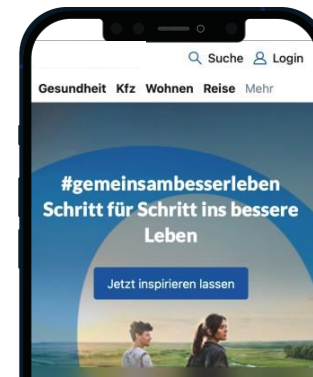 Suche Login
Gesundheit Kfz Wohnen Reise Mehr
#gemeinsambesserleben
Schritt für Schritt ins bessere
Leben
Jetzt inspirieren lassen